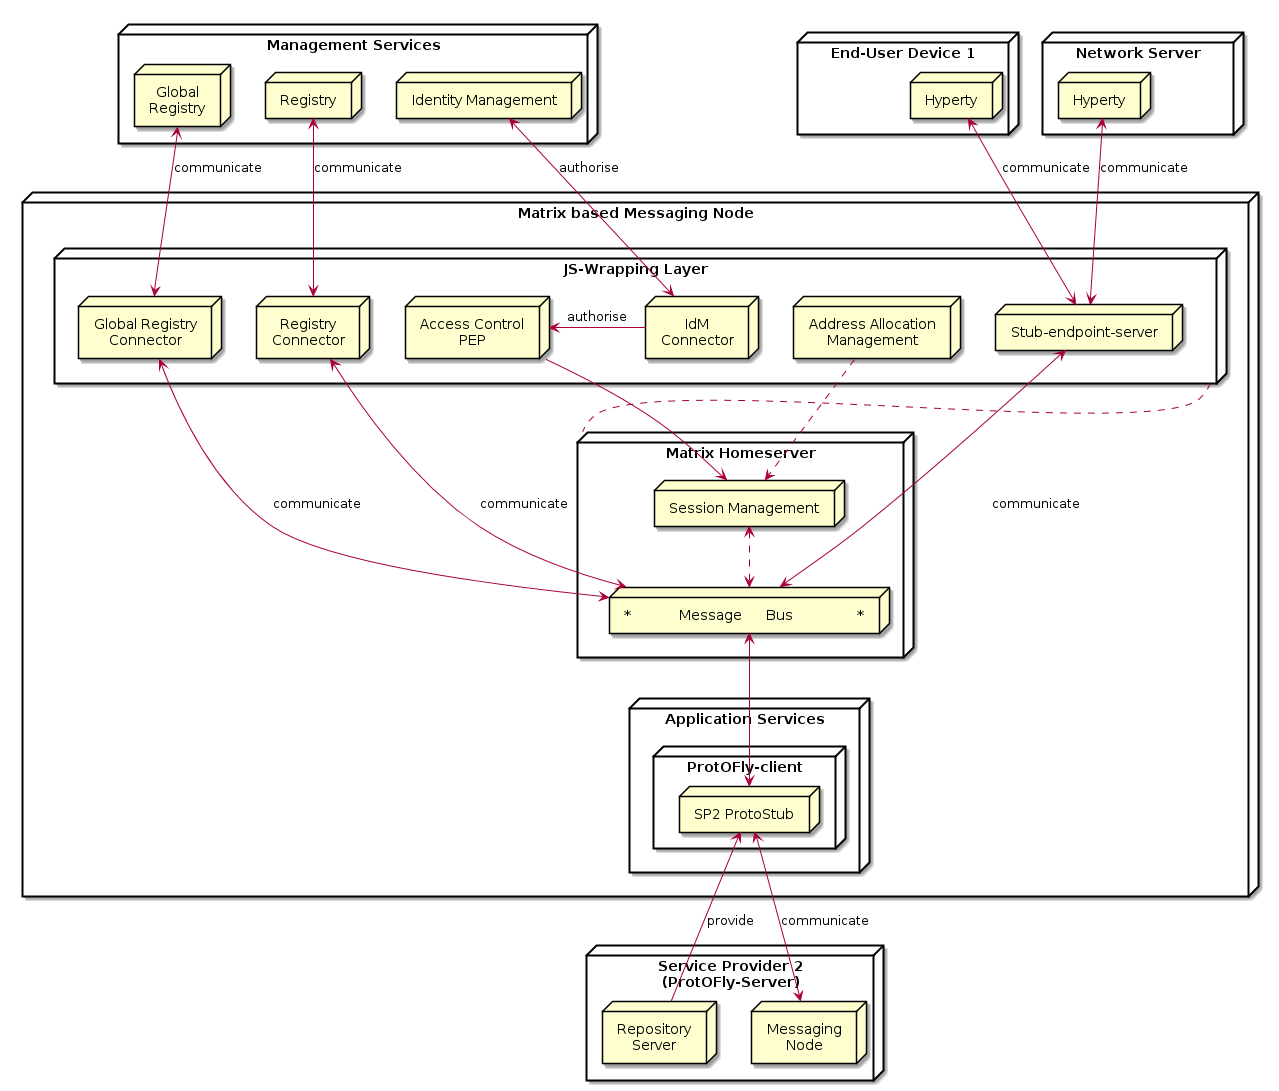 Management Services
End-User Device 1
Network Server
Global
Registry
Registry
Identity Management
Hyperty
Hyperty
communicate
communicate
authorise
communicate
communicate
Matrix based Messaging Node
JS-Wrapping Layer
Global Registry
Connector
Registry
Connector
Access Control
PEP
authorise
IdM
Connector
Address Allocation
Management
Stub-endpoint-server
Matrix Homeserver
Session Management
communicate
communicate
communicate
* Message Bus *
Application Services
ProtOFly-client
SP2 ProtoStub
provide
communicate
Service Provider 2
(ProtOFly-Server)
Repository
Server
Messaging
Node